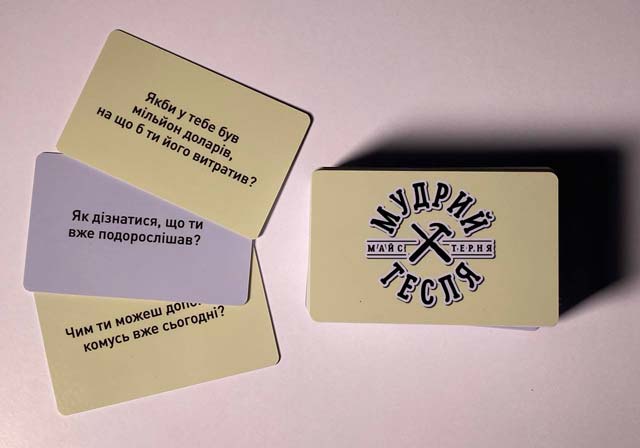 Якби у тебе був
мільйон доларів,
на що б ти його витратив?
Як дізнатися, що ти
вже подорослішав?
Чим ти можеш
комусь вже сьогодні?
МУДРИЙ
МАЙСТЕРНЯ
ТЕСЛЯ